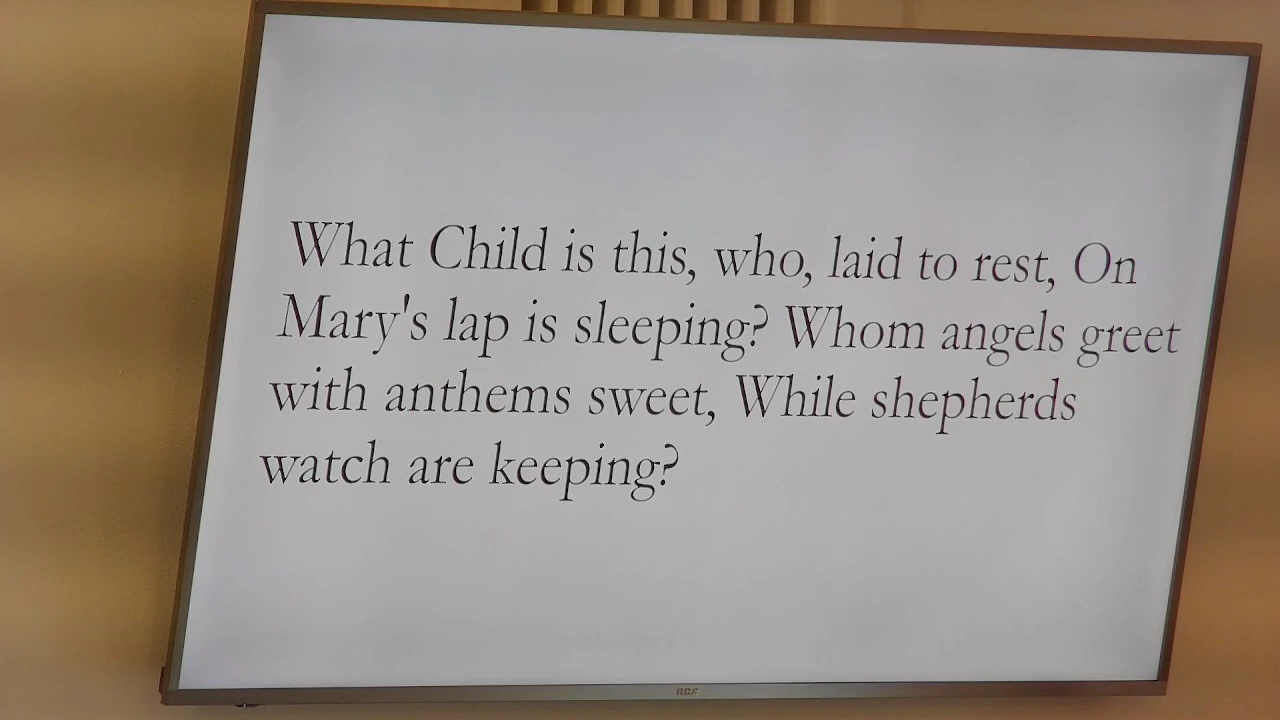 What Child is this, who, laid to rest, On
Mary's lap is sleeping? Whom angels greet
with anthems sweet, While shepherds
watch are keeping?
RCA